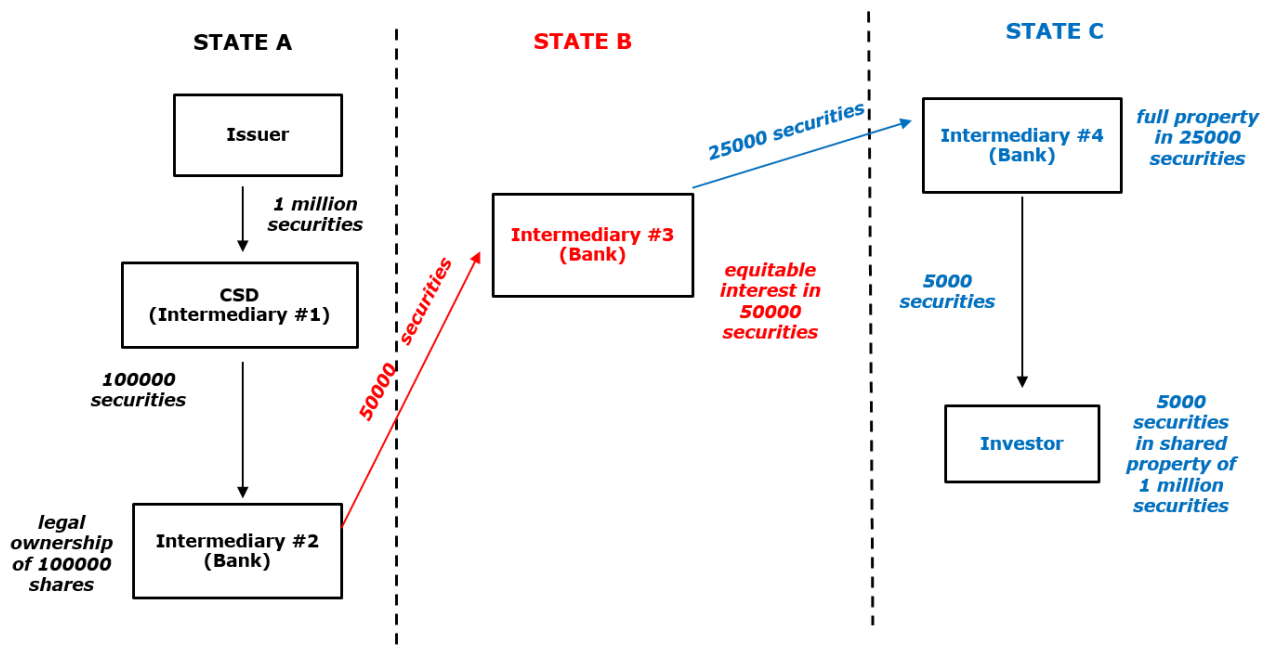 STATE A
STATE B
STATE C
Issuer
1 million
securities
CSD
(Intermediary #1)
100000
securities
legal
ownership
of 100000
shares
Intermediary #2
(Bank)
50000 securities
Intermediary #3
(Bank)
equitable
interest in
50000
securities
25000 securities
Intermediary #4
(Bank)
full property
in 25000
securities
5000
securities
Investor
5000
securities
in shared
property of
1 million
securities